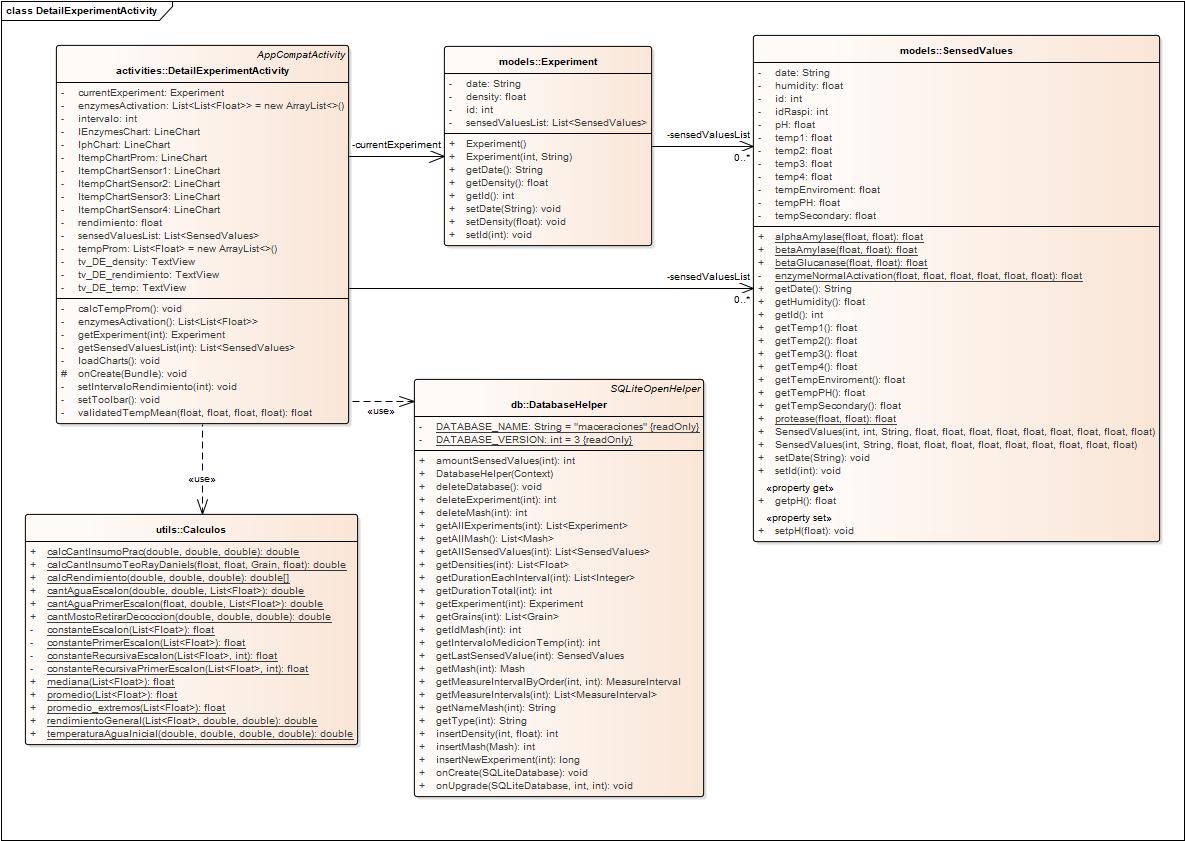 class DetailExperimentActivity
AppCompatActivity
activities::DetailExperimentActivity
- currentExperiment: Experiment
- enzymesActivation: List<List<Float>> = new ArrayList<>()
- intervalo: int
- lEnzymesChart: LineChart
- lphChart: LineChart
- ltempChartProm: LineChart
- ltempChartSensor1: LineChart
- ltempChartSensor2: LineChart
- ltempChartSensor3: LineChart
- ltempChartSensor4: LineChart
- rendimiento: float
- sensedValuesList: List<SensedValues>
- tempProm: List<Float> = new ArrayList<>()
- tv_DE_density: TextView
- tv_DE_rendimiento: TextView
- tv_DE_temp: TextView
- calcTempProm(): void
- enzymesActivation(): List<List<Float>>
- getExperiment(int): Experiment
- getSensedValuesList(int): List<SensedValues>
- loadCharts(): void
# onCreate(Bundle): void
- setIntervaloRendimiento(int): void
- setToolbar(): void
- validatedTempMean(float, float, float, float): float
-currentExperiment
models::Experiment
- date: String
- density: float
- id: int
- sensedValuesList: List<SensedValues>
+ Experiment()
+ Experiment(int, String)
+ getDate(): String
+ getDensity(): float
+ getId(): int
+ setDate(String): void
+ setDensity(float): void
+ setId(int): void
-sensedValuesList
0..*
-sensedValuesList
0..*
models::SensedValues
- date: String
- humidity: float
- id: int
- idRaspi: int
- pH: float
- temp1: float
- temp2: float
- temp3: float
- temp4: float
- tempEnviroment: float
- tempPH: float
- tempSecondary: float
+ alphaAmylase(float, float): float
+ betaAmylase(float, float): float
+ betaGlucanase(float, float): float
- enzymeNormalActivation(float, float, float, float, float, float): float
+ getDate(): String
+ getHumidity(): float
+ getId(): int
+ getTemp1(): float
+ getTemp2(): float
+ getTemp3(): float
+ getTemp4(): float
+ getTempEnviroment(): float
+ getTempPH(): float
+ getTempSecondary(): float
+ protease(float, float): float
+ SensedValues(int, int, String, float, float, float, float, float, float, float, float, float)
+ SensedValues(int, String, float, float, float, float, float, float, float, float, float)
+ setDate(String): void
+ setId(int): void
«property get»
+ getpH(): float
«property set»
+ setpH(float): void
«use»
«use»
SQLiteOpenHelper
db::DatabaseHelper
- DATABASE_NAME: String = "maceraciones" {readOnly}
- DATABASE_VERSION: int = 3 {readOnly}
+ amountSensedValues(int): int
+ DatabaseHelper(Context)
+ deleteDatabase(): void
+ deleteExperiment(int): int
+ deleteMash(int): int
+ getAllExperiments(int): List<Experiment>
+ getAllMash(): List<Mash>
+ getAllSensedValues(int): List<SensedValues>
+ getDensities(int): List<Float>
+ getDurationEachInterval(int): List<Integer>
+ getDurationTotal(int): int
+ getExperiment(int): Experiment
+ getGrains(int): List<Grain>
+ getIdMash(int): int
+ getIntervaloMedicionTemp(int): int
+ getLastSensedValue(int): SensedValues
+ getMash(int): Mash
+ getMeasureIntervalByOrder(int, int): MeasureInterval
+ getMeasureIntervals(int): List<MeasureInterval>
+ getNameMash(int): String
+ getType(int): String
+ insertDensity(int, float): int
+ insertMash(Mash): int
+ insertNewExperiment(int): long
+ onCreate(SQLiteDatabase): void
+ onUpgrade(SQLiteDatabase, int, int): void
utils::Calculos
+ calcCantInsumoPrac(double, double, double): double
+ calcCantInsumoTeoRayDaniels(float, float, Grain, float): double
+ calcRendimiento(double, double, double): double[]
+ cantAguaEscalon(double, double, List<Float>): double
+ cantAguaPrimerEscalon(float, double, List<Float>): double
+ cantMostoRetirarDecoccion(double, double, double): double
- constanteEscalon(List<Float>): float
- constantePrimerEscalon(List<Float>): float
- constanteRecursivaEscalon(List<Float>, int): float
- constanteRecursivaPrimerEscalon(List<Float>, int): float
+ mediana(List<Float>): float
+ promedio(List<Float>): float
+ promedio_extremos(List<Float>): float
+ rendimientoGeneral(List<Float>, double, double): double
+ temperaturaAguaInicial(double, double, double, double): double